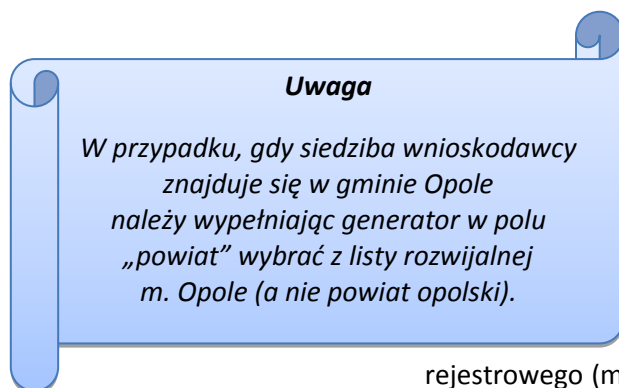 Uwaga
W przypadku, gdy siedziba wnioskodawcy
znajduje się w gminie Opole
należy wypełniając generator w polu
„powiat” wybrać z listy rozwijalnej
m. Opole (a nie powiat opolski).
rejestrowego (m